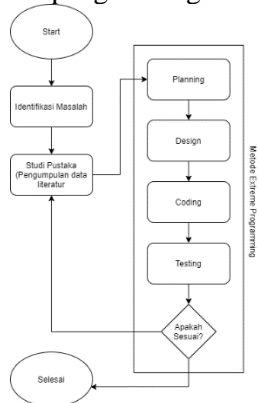 Start
Identifikasi Masalah
Studi Pustaka
(Pengumpulan data
literatur
Planning
Design
Coding
Testing
Apakah
Sesuai?
Metode Extreme Programming
Selesai